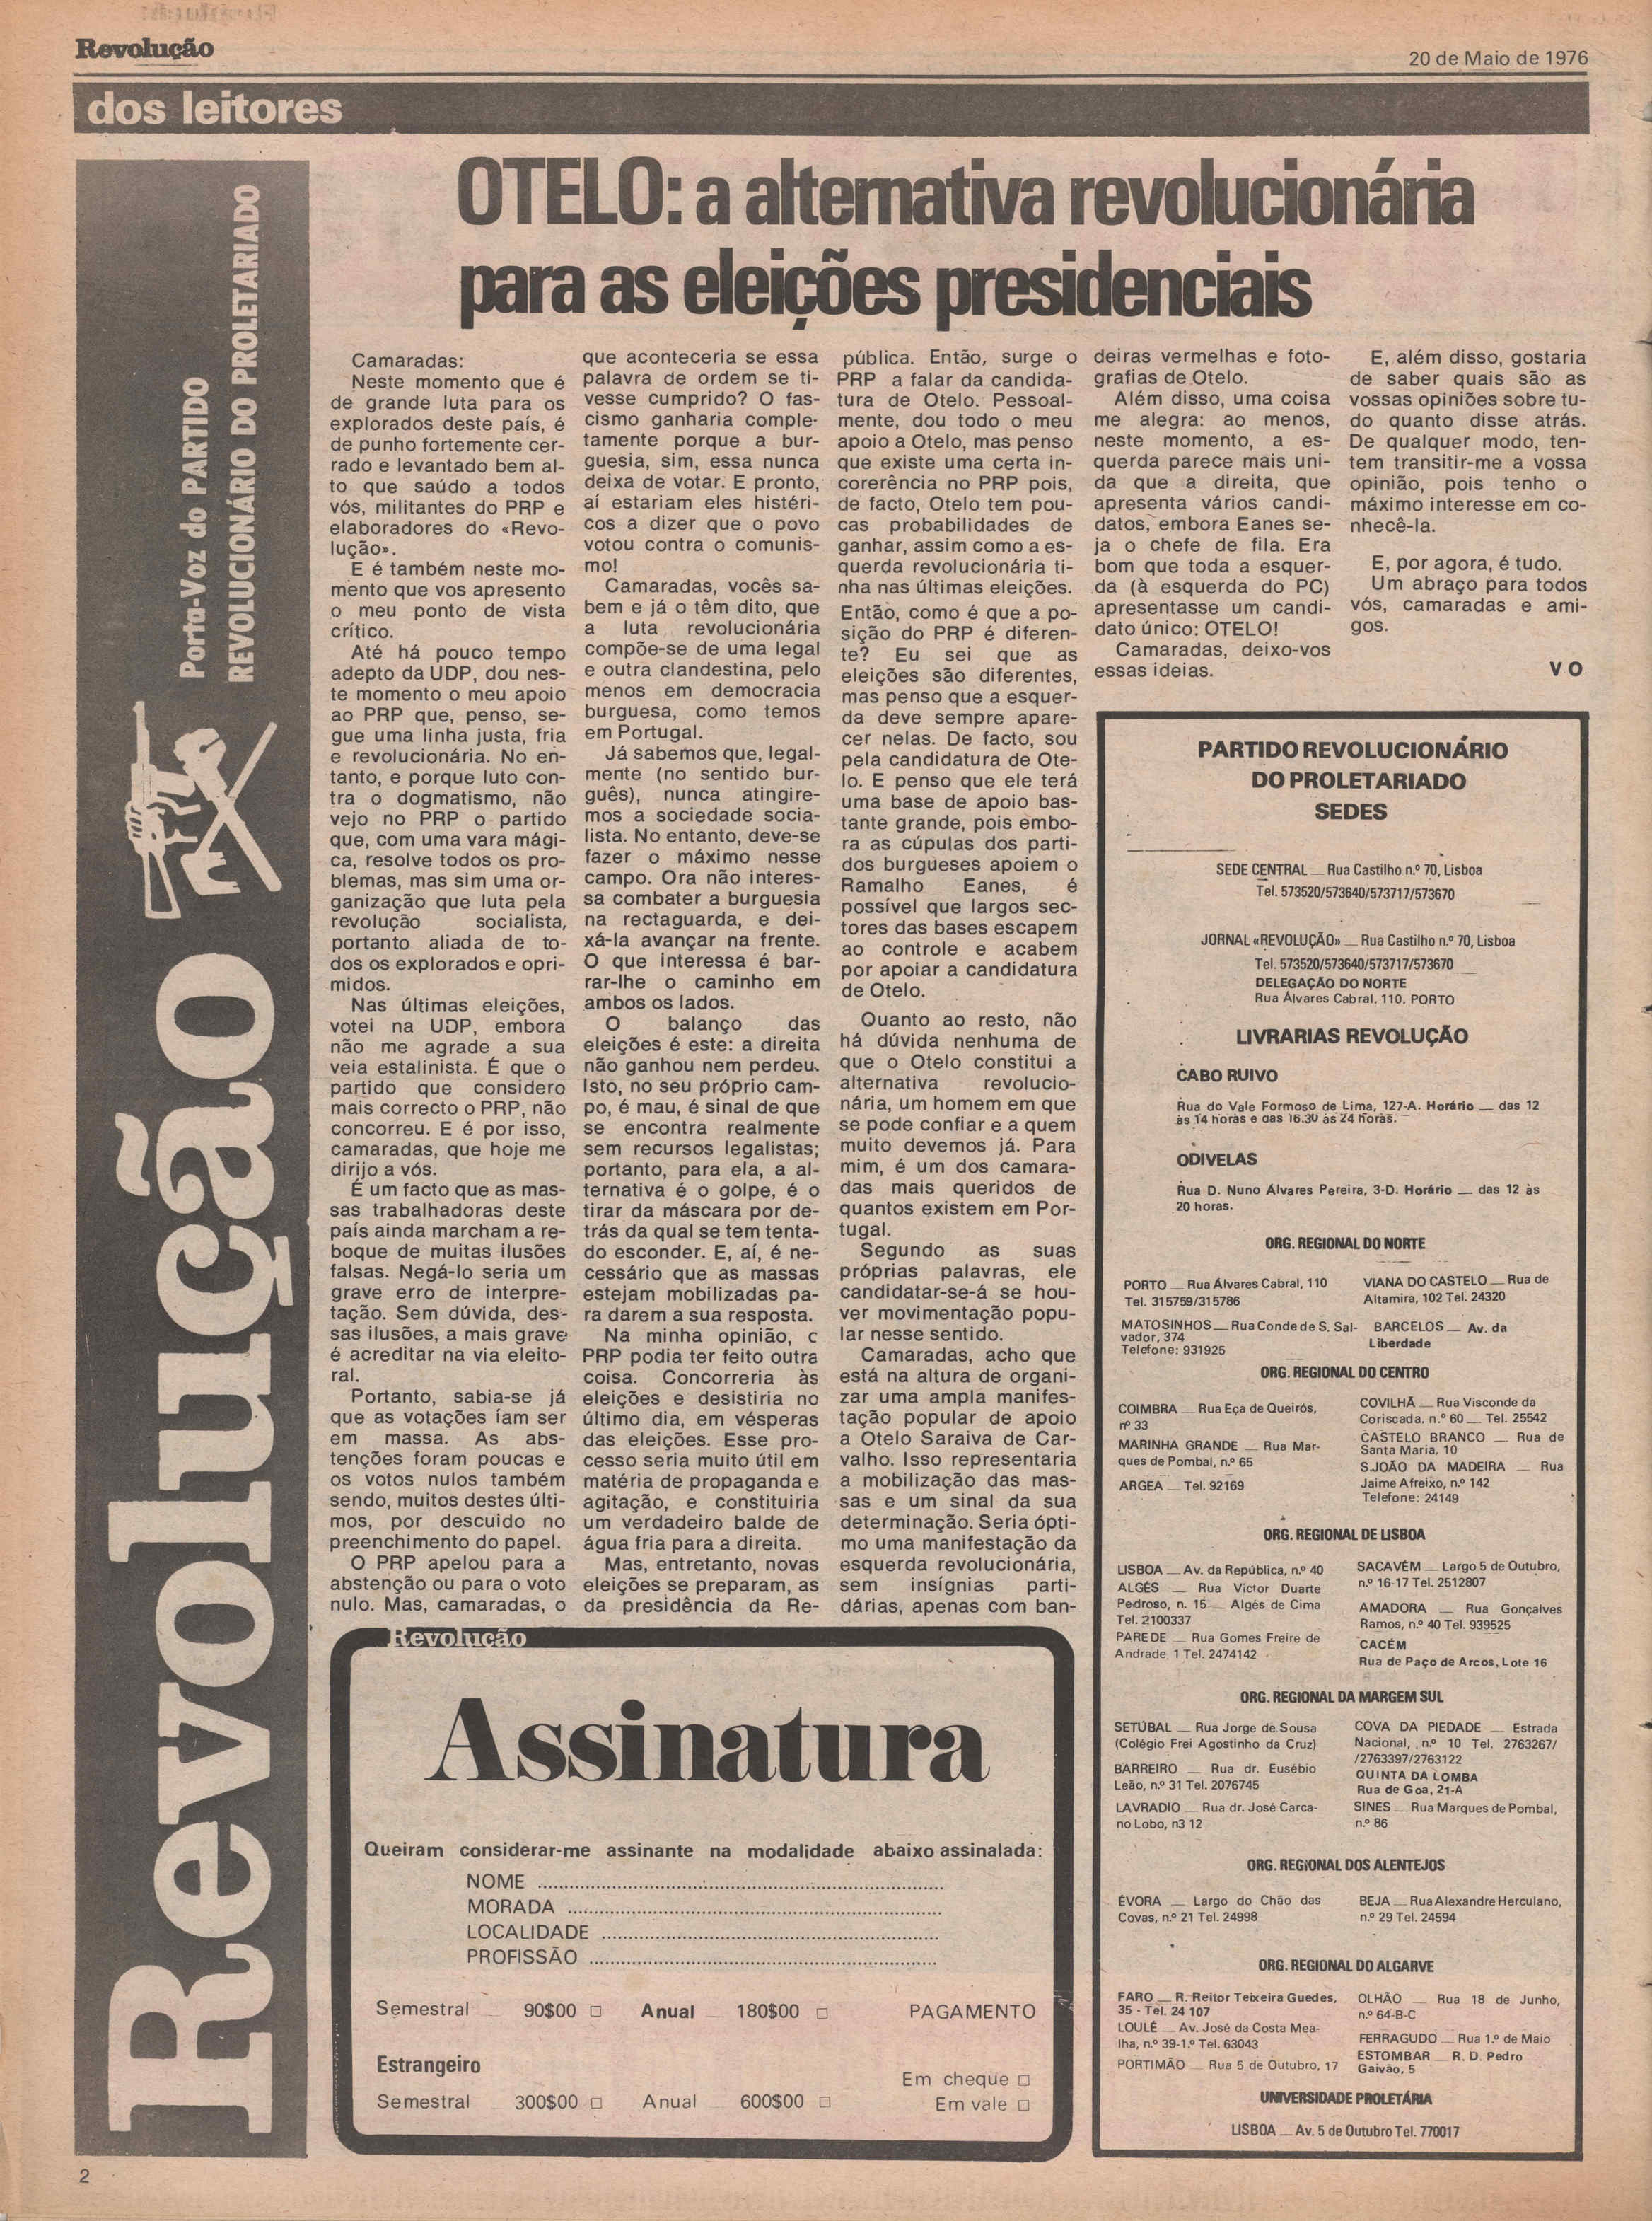 Revolução
20 de Maio de 1976
dos leitores
Porta-Voz do PARTIDO
REVOLUCIONÁRIO DO PROLETARIADO
Revolução
OTELO: a alternativa revolucionária
para as eleições presidenciais
Camaradas:
Neste momento que é
de grande luta para os
explorados deste país, é
de punho fortemente cer-
rado e levantado bem al-
to que saúdo a todos
vós, militantes do PRP e
elaboradores do «Revo-
lução».
E é também neste mo-
mento que vos apresento
o meu ponto de vista
crítico.
Até há pouco tempo
adepto da UDP, dou nes-
te momento o meu apoio
ao PRP que, penso, se-
gue uma linha justa, fria
e revolucionária. No en-
tanto, e porque luto con-
tra o dogmatismo, não
vejo no PRP o partido
que, com uma vara mági-
ca, resolve todos os pro-
blemas, mas sim uma or-
ganização que luta pela
revolução socialista,
portanto aliada de to-
dos os explorados e opri-
midos.
Nas últimas eleições,
votei na UDP, embora
não me agrade a sua
veia estalinista. É que o
partido que considero
mais correcto o PRP, não
concorreu. E é por isso,
camaradas, que hoje me
dirijo a vós.
É um facto que as mas-
sas trabalhadoras deste
país ainda marcham a re-
boque de muitas ilusões
falsas. Negá-lo seria um
grave erro de interpre-
tação. Sem dúvida, des-
sas ilusões, a mais grave
é acreditar na via eleito-
ral.
Portanto, sabia-se já
que as votações íam ser
em massa. As abs-
tenções foram poucas e
os votos nulos também
sendo, muitos destes últi-
mos, por descuido no
preenchimento do papel.
O PRP apelou para a
abstenção ou para o voto
nulo. Mas, camaradas, o
que aconteceria se essa
palavra de ordem se ti-
vesse cumprido? O fas-
cismo ganharia comple-
tamente porque a bur-
guesia, sim, essa nunca
deixa de votar. E pronto,
aí estariam eles histéri-
cos a dizer que o povo
votou contra o comunis-
mo!
Camaradas, vocês sa-
bem e já o têm dito, que
a luta revolucionária
compõe-se de uma legal
e outra clandestina, pelo
menos em democracia
burguesa, como temos
em Portugal.
Já sabemos que, legal-
mente (no sentido bur-
guês), nunca atingire-
mos a sociedade socia-
lista. No entanto, deve-se
fazer o máximo nesse
campo. Ora não interes-
sa combater a burguesia
na rectaguarda, e dei-
xá-la avançar na frente.
O que interessa é bar-
rar-lhe o caminho em
ambos os lados.
O balanço das
eleições é este: a direita
não ganhou nem perdeu.
Isto, no seu próprio cam-
po, é mau, é sinal de que
se encontra realmente
sem recursos legalistas;
portanto, para ela, a al-
ternativa é o golpe, é o
tirar da máscara por de-
trás da qual se tem tenta-
do esconder. E, aí, é ne-
cessário que as massas
estejam mobilizadas pa-
ra darem a sua resposta.
Na minha opinião, c
PRP podia ter feito outra
coisa. Concorreria às
eleições e desistiria no
último dia, em vésperas
das eleições. Esse pro-
cesso seria muito útil em
matéria de propaganda e
agitação, e constituiria
um verdadeiro balde de
água fria para a direita.
Mas, entretanto, novas
eleições se preparam, as
da presidência da Re-
pública. Então, surge o
PRP a falar da candida-
tura de Otelo. Pessoal-
mente, dou todo o meu
apoio a Otelo, mas penso
que existe uma certa in-
corerência no PRP pois,
de facto, Otelo tem pou-
cas probabilidades de
ganhar, assim como a es-
querda revolucionária ti-
nha nas últimas eleições.
Então, como é que a po-
sição do PRP é diferen-
te? Eu sei que as
eleições são diferentes,
mas penso que a esquer-
da deve sempre apare-
cer nelas. De facto, sou
pela candidatura de Ote-
lo. E penso que ele terá
uma base de apoio bas-
tante grande, pois embo-
ra as cúpulas dos parti-
dos burgueses apoiem o
Ramalho Eanes, é
possível que largos sec-
tores das bases escapem
ao controle e acabem
por apoiar a candidatura
de Otelo.
Quanto ao resto, não
há dúvida nenhuma de
que o Otelo constitui a
alternativa revolucio-
nária, um homem em que
se pode confiar e a quem
muito devemos já. Para
mim, é um dos camara-
das mais queridos de
quantos existem em Por-
tugal.
Segundo as suas
próprias palavras, ele
candidatar-se-á se hou-
ver movimentação popu-
lar nesse sentido.
Camaradas, acho que
está na altura de organi-
zar uma ampla manifes-
tação popular de apoio
a Otelo Saraiva de Car-
valho. Isso representaria
a mobilização das mas-
sas e um sinal da sua
determinação. Seria ópti-
mo uma manifestação da
esquerda revolucionária,
sem insígnias parti-
dárias, apenas com ban-
deiras vermelhas e foto-
grafias de Otelo.
Além disso, uma coisa
me alegra: ao menos,
neste momento, a es-
querda parece mais uni-
da que a direita, que
apresenta vários candi-
datos, embora Eanes se-
ja o chefe de fila. Era
bom que toda a esquer-
da (à esquerda do PC)
apresentasse um candi-
dato único: OTELO!
Camaradas, deixo-vos
essas ideias.
E, além disso, gostaria
de saber quais são as
vossas opiniões sobre tu-
do quanto disse atrás.
De qualquer modo, ten-
tem transitir-me a vossa
opinião, pois tenho o
máximo interesse em co-
nhecê-la.
E, por agora, é tudo.
Um abraço para todos
vós, camaradas e ami-
gos.
V O
Revolução
Assinatura
Queiram considerar-me assinante na modalidade abaixo assinalada:
NOME
MORADA
LOCALIDADE
PROFISSÃO
Semestral 90$00 □ Anual 180$00 □ PAGAMENTO
Estrangeiro
Em cheque □
Semestral 300$00 □ Anual 600$00 □ Em vale □
PARTIDO REVOLUCIONÁRIO
DO PROLETARIADO
SEDES
SEDE CENTRAL — Rua Castilho n.º 70, Lisboa
Tel. 573520/573640/573717/573670
JORNAL «REVOLUÇÃO» — Rua Castilho n.º 70, Lisboa
Tel. 573520/573640/573717/573670
DELEGAÇÃO DO NORTE
Rua Álvares Cabral, 110, PORTO
LIVRARIAS REVOLUÇÃO
CABO RUIVO
Rua do Vale Formoso de Lima, 127-A. Horário — das 12
às 14 horas e das 16.30 às 24 horas.
ODIVELAS
Rua D. Nuno Álvares Pereira, 3-D. Horário — das 12 às
20 horas.
ORG. REGIONAL DO NORTE
PORTO — Rua Álvares Cabral, 110
Tel. 315759/315786
MATOSINHOS — Rua Conde de S. Sal-
vador, 374
Telefone: 931925
VIANA DO CASTELO — Rua de
Altamira, 102 Tel. 24320
BARCELOS — Av. da
Liberdade
ORG. REGIONAL DO CENTRO
COIMBRA — Rua Eça de Queirós,
nº 33
MARINHA GRANDE — Rua Mar-
ques de Pombal, n.º 65
ARGEA — Tel. 92169
COVILHÃ — Rua Visconde da
Coriscada, n.º 60 — Tel. 25542
CASTELO BRANCO — Rua de
Santa Maria, 10
S.JOÃO DA MADEIRA — Rua
Jaime Afreixo, n.º 142
Telefone: 24149
ORG. REGIONAL DE LISBOA
LISBOA — Av. da República, n.º 40
ALGÉS — Rua Victor Duarte
Pedroso, n. 15 — Algés de Cima
Tel. 2100337
PAREDE — Rua Gomes Freire de
Andrade 1 Tel. 2474142
SACAVÉM — Largo 5 de Outubro,
n.º 16-17 Tel. 2512807
AMADORA — Rua Gonçalves
Ramos, n.º 40 Tel. 939525
CACÉM
Rua de Paço de Arcos, Lote 16
ORG. REGIONAL DA MARGEM SUL
SETÚBAL — Rua Jorge de Sousa
(Colégio Frei Agostinho da Cruz)
BARREIRO — Rua dr. Eusébio
Leão, n.º 31 Tel. 2076745
LAVRADIO — Rua dr. José Carca-
no Lobo, n3 12
COVA DA PIEDADE — Estrada
Nacional, n.º 10 Tel. 2763267/
/2763397/2763122
QUINTA DA LOMBA
Rua de Goa, 21-A
SINES — Rua Marques de Pombal,
n.º 86
ORG. REGIONAL DOS ALENTEJOS
ÉVORA — Largo do Chão das
Covas, n.º 21 Tel. 24998
BEJA — Rua Alexandre Herculano,
n.º 29 Tel. 24594
ORG. REGIONAL DO ALGARVE
FARO — R. Reitor Teixeira Guedes,
35 - Tel. 24 107
LOULÉ — Av. José da Costa Mea-
lha, n.º 39-1.º Tel. 63043
PORTIMÃO — Rua 5 de Outubro, 17
OLHÃO — Rua 18 de Junho,
n.º 64-B-C
FERRAGUDO — Rua 1.º de Maio
ESTOMBAR — R. D. Pedro
Gaivão, 5
UNIVERSIDADE PROLETÁRIA
LISBOA — Av. 5 de Outubro Tel. 770017
2